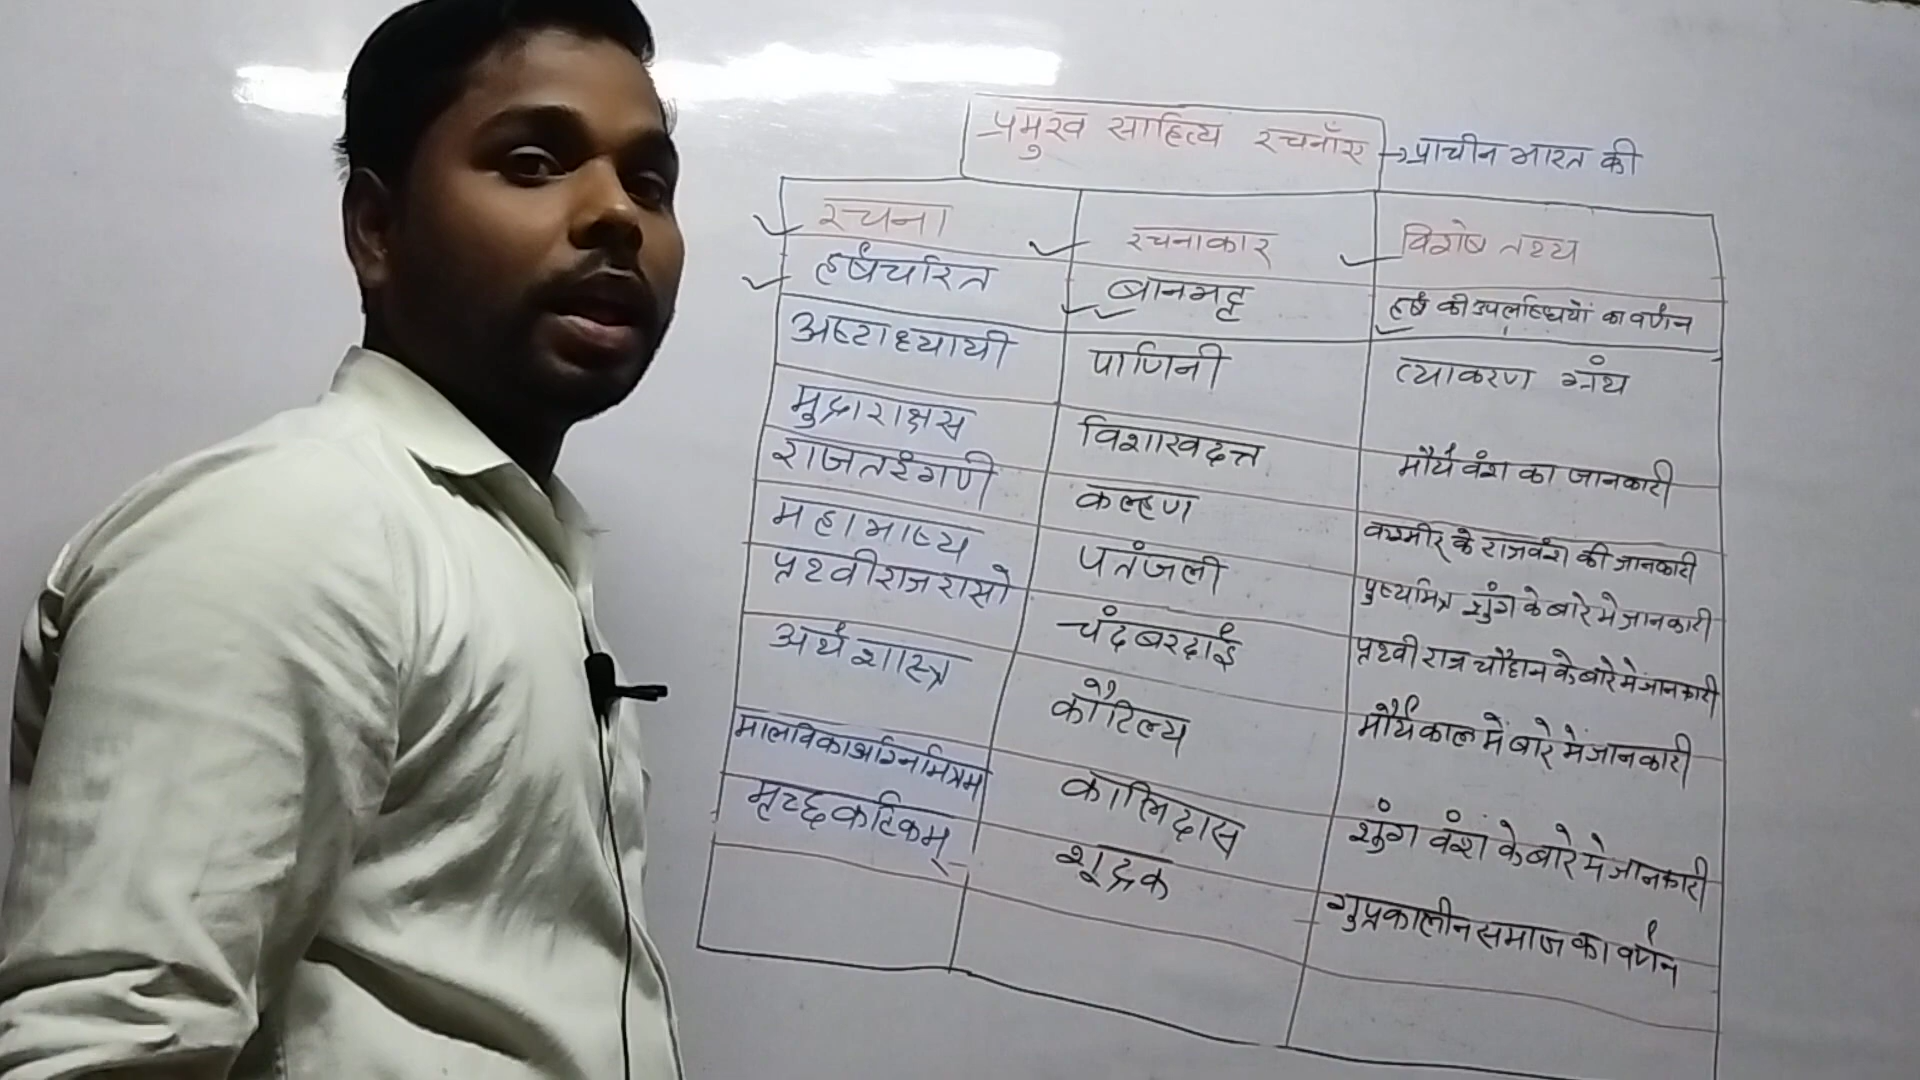 प्रमुख साहित्य रचनाँए → प्राचीन भारत की
रचना रचनाकार विशेष तथ्य
हर्षचरित बानभट्ट हर्ष की उपलब्धियों का वर्णन
अष्टाध्यायी पाणिनी व्याकरण ग्रंथ
मुद्राराक्षस विशाखदत्त मौर्य वंश का जानकारी
राजतरंगणी कल्हण कश्मीर के राजवंश की जानकारी
महाभाष्य पतंजली पुष्यमित्र शुंग के बारे मे जानकारी
पृथ्वीराज रासो चंदबरदाई पृथ्वीराज चौहान के बारे मे जानकारी
अर्थशास्त्र कौटिल्य मौर्यकाल में बारे में जानकारी
मालविकाअग्निमित्रम कालिदास शुंग वंश के बारे मे जानकारी
मृच्छकटिकम् शूद्रक गुप्तकालीन समाज का वर्णन